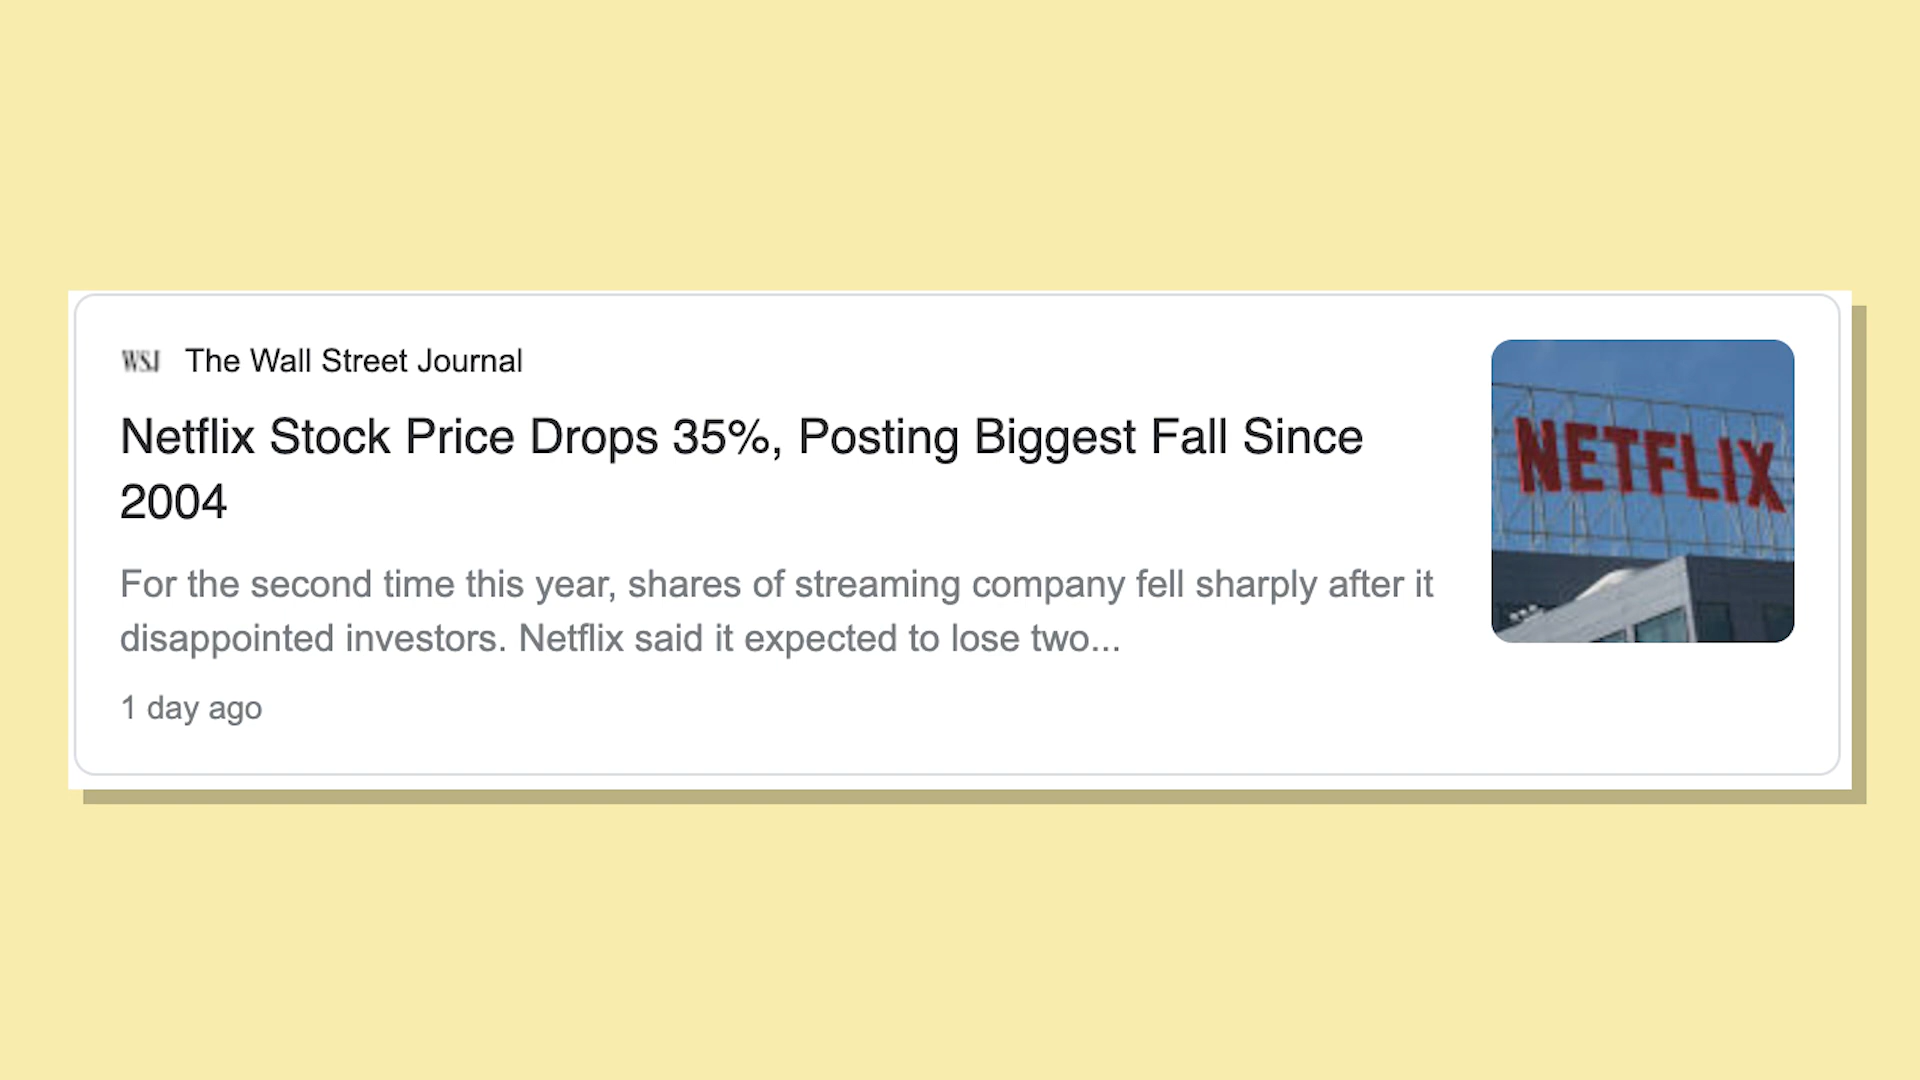 WSJ The Wall Street Journal
Netflix Stock Price Drops 35%, Posting Biggest Fall Since
2004
For the second time this year, shares of streaming company fell sharply after it
disappointed investors. Netflix said it expected to lose two...
1 day ago
NETFLIX